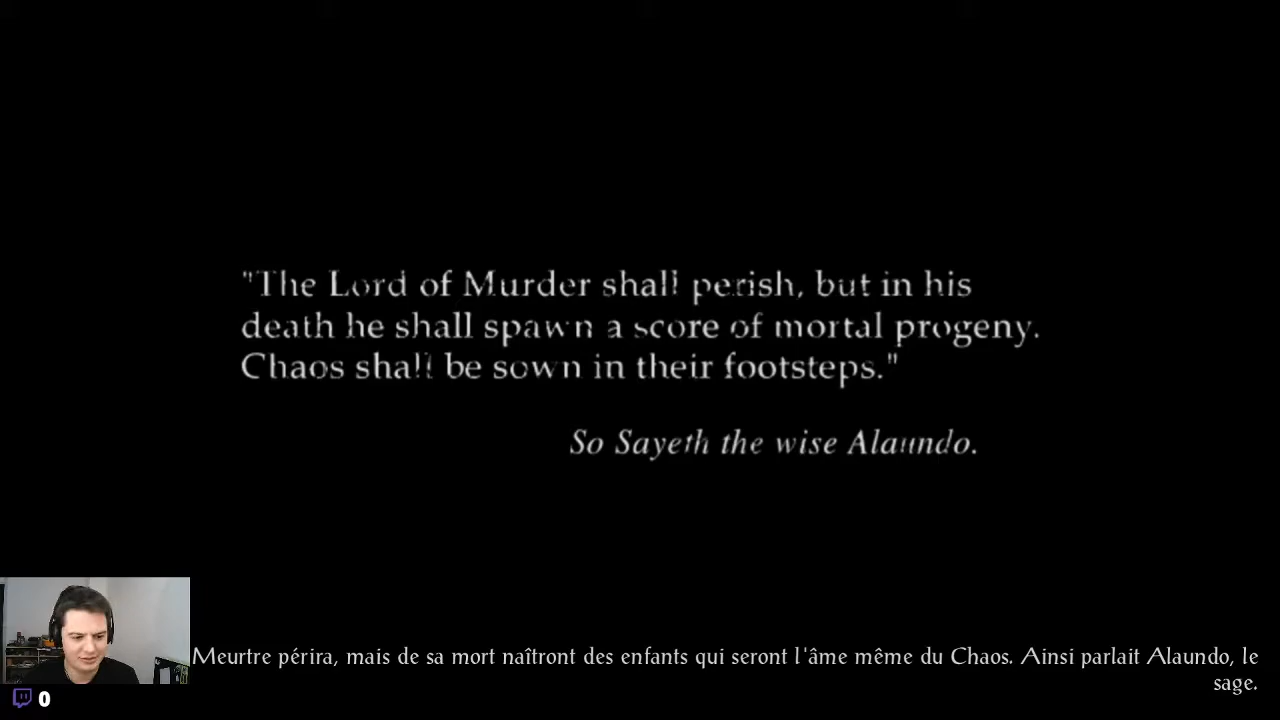 "The Lord of Murder shall perish, but in his
death he shall spawn a score of mortal progeny.
Chaos shall be sown in their footsteps."
So Sayeth the wise Alaundo.
Meurtre périra, mais de sa mort naîtront des enfants qui seront l'âme même du Chaos. Ainsi parlait Alaundo, le
sage.
0